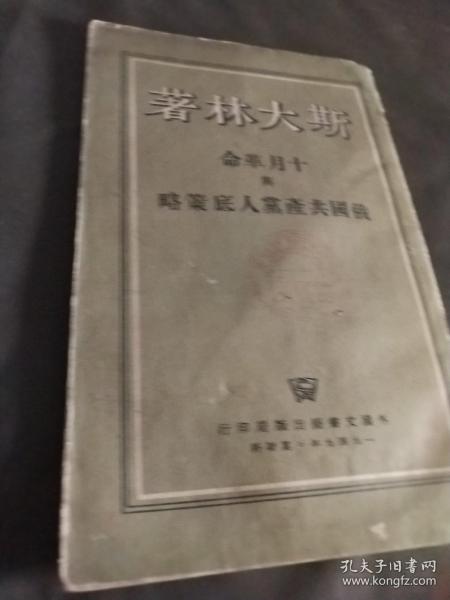 斯大林著
十月革命
與
俄國共產黨人底策略
外國文書籍出版局印行
一九四九年·莫斯科
孔夫子旧书网
www.kongfz.com